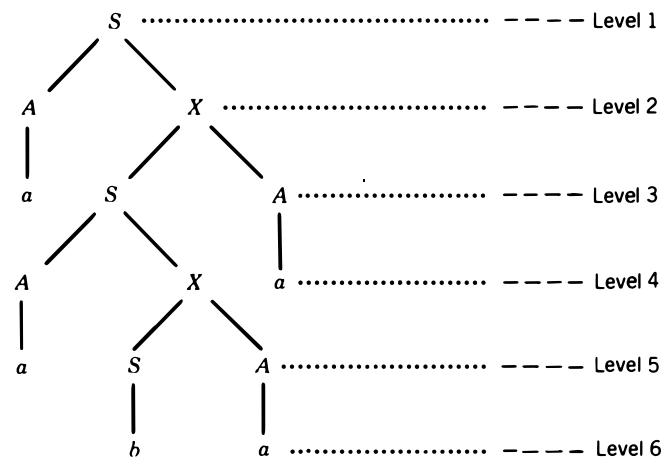 S Level 1
A X Level 2
a S A Level 3
A X a Level 4
a S A Level 5
b a Level 6